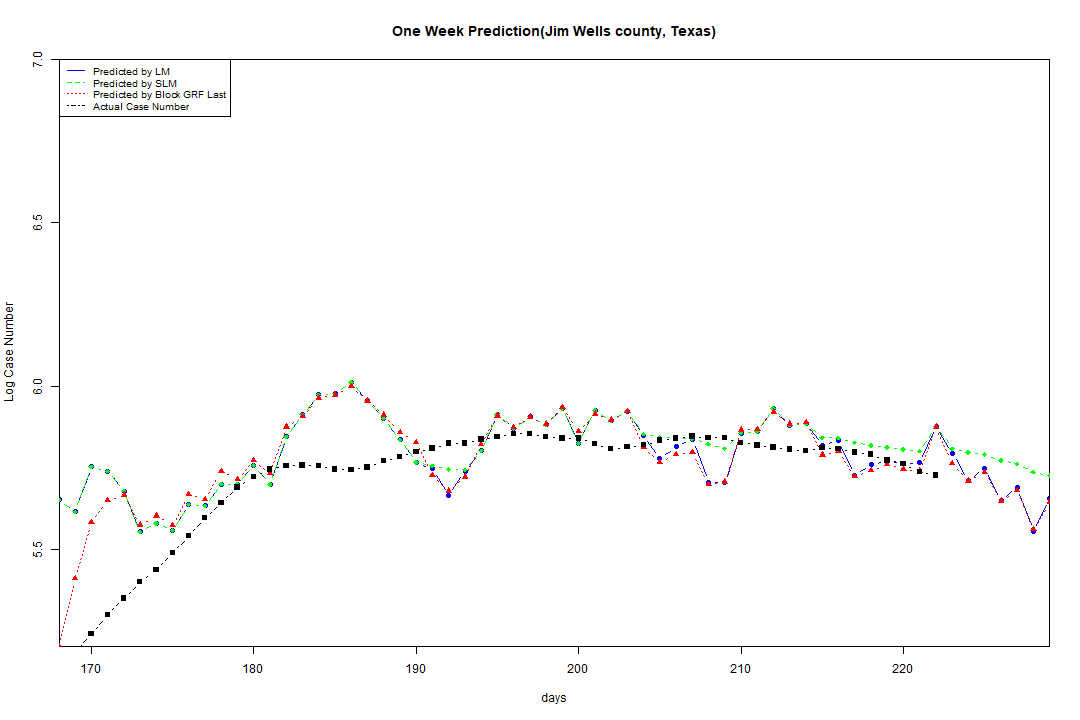 One Week Prediction(Jim Wells county, Texas)
Predicted by LM
Predicted by SLM
Predicted by Block GRF Last
Actual Case Number
Log Case Number
7.0
6.5
6.0
5.5
170 180 190 200 210 220
days